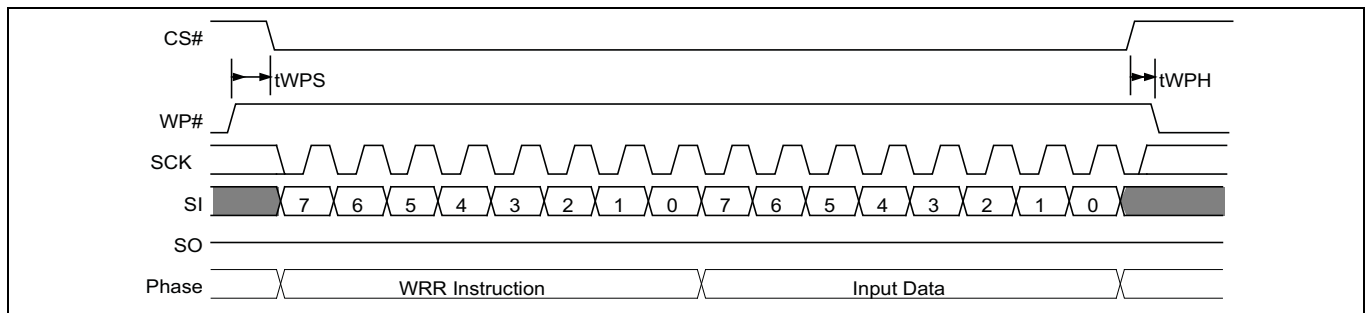 CS#
tWPS
tWPH
WP#
SCK
SI 7 6 5 4 3 2 1 0 7 6 5 4 3 2 1 0
SO
Phase WRR Instruction Input Data